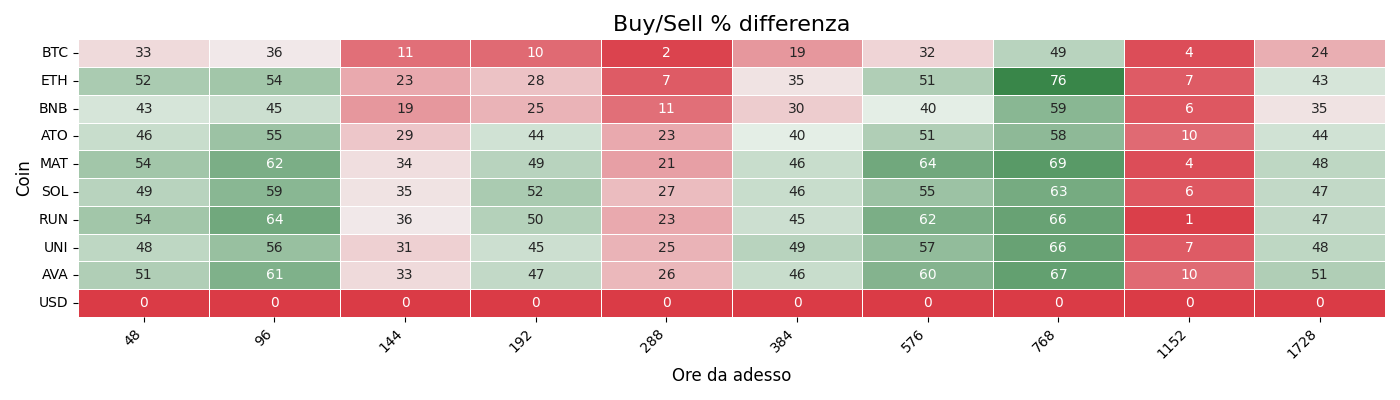 Buy/Sell % differenza
Coin
BTC 33 36 11 10 2 19 32 49 4 24
ETH 52 54 23 28 7 35 51 76 7 43
BNB 43 45 19 25 11 30 40 59 6 35
ATO 46 55 29 44 23 40 51 58 10 44
MAT 54 62 34 49 21 46 64 69 4 48
SOL 49 59 35 52 27 46 55 63 6 47
RUN 54 64 36 50 23 45 62 66 1 47
UNI 48 56 31 45 25 49 57 66 7 48
AVA 51 61 33 47 26 46 60 67 10 51
USD 0 0 0 0 0 0 0 0 0 0
48 96 144 192 288 384 576 768 1152 1728
Ore da adesso